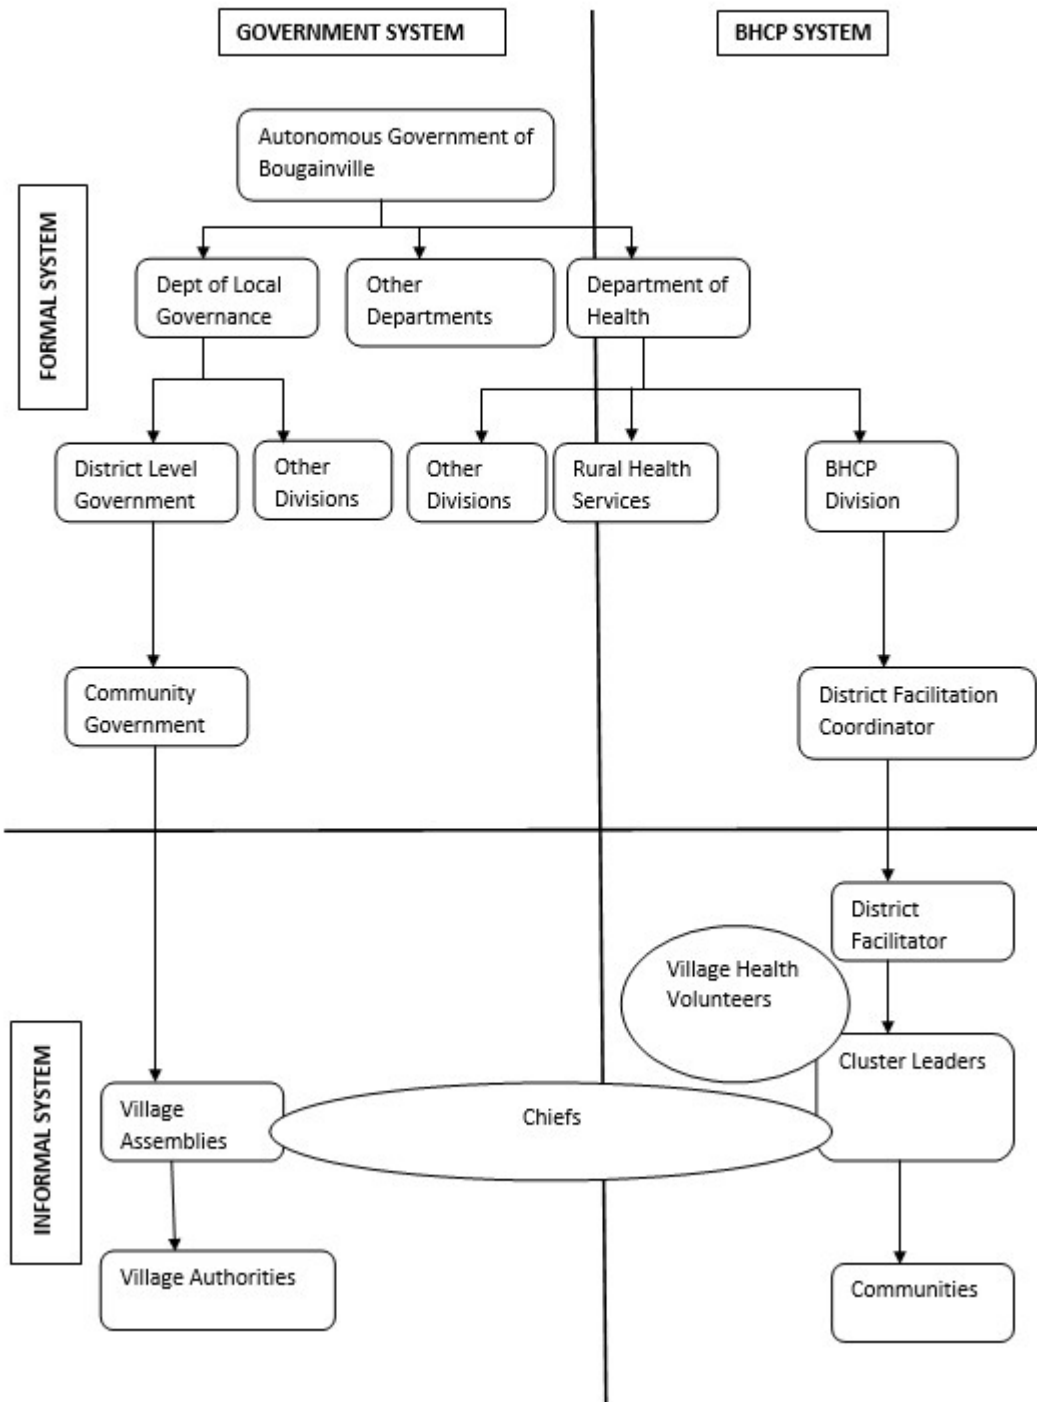 GOVERNMENT SYSTEM
BHCP SYSTEM
FORMAL SYSTEM
Autonomous Government of
Bougainville
Dept of Local
Governance
Other
Departments
Department of
Health
District Level
Government
Other
Divisions
Other
Divisions
Rural Health
Services
BHCP
Division
Community
Government
District Facilitation
Coordinator
INFORMAL SYSTEM
District
Facilitator
Village Health
Volunteers
Cluster Leaders
Village
Assemblies
Chiefs
Village Authorities
Communities